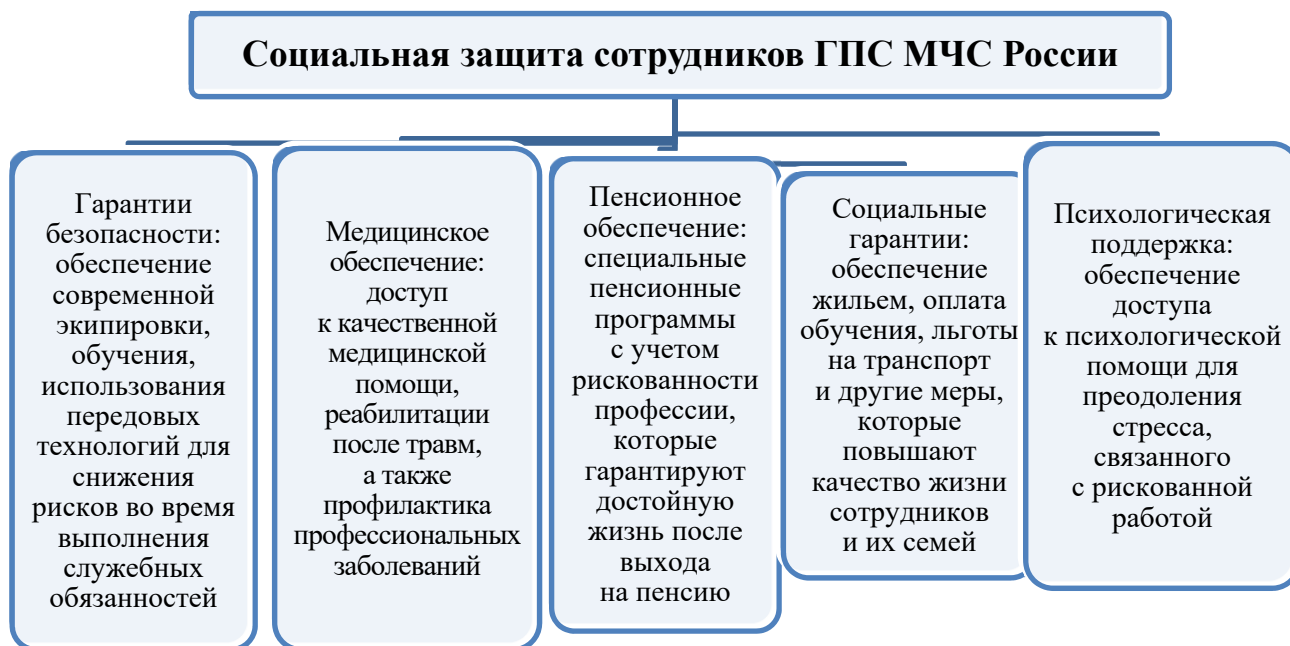 Социальная защита сотрудников ГПС МЧС России
Гарантии
безопасности:
обеспечение
современной
экипировки,
обучения,
использования
передовых
технологий для
снижения
рисков во время
выполнения
служебных
обязанностей
Медицинское
обеспечение:
доступ
к качественной
медицинской
помощи,
реабилитации
после травм,
а также
профилактика
профессиональных
заболеваний
Пенсионное
обеспечение:
специальные
пенсионные
программы
с учетом
рискованности
профессии,
которые
гарантируют
достойную
жизнь после
выхода
на пенсию
Социальные
гарантии:
обеспечение
жильем, оплата
обучения, льготы
на транспорт
и другие меры,
которые
повышают
качество жизни
сотрудников
и их семей
Психологическая
поддержка:
обеспечение
доступа
к психологической
помощи для
преодоления
стресса,
связанного
с рискованной
работой